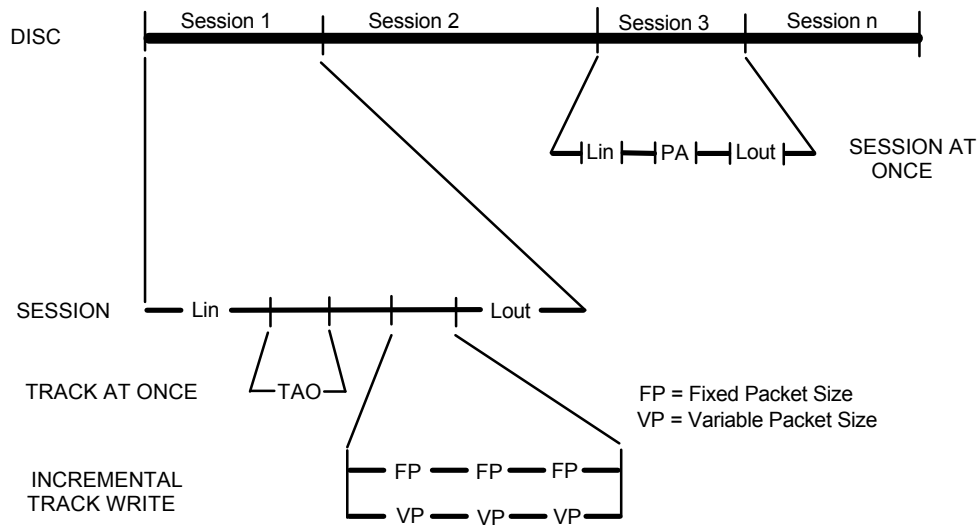 Session 1 Session 2 Session 3 Session n
DISC
Lin PA Lout
SESSION AT
ONCE
SESSION Lin Lout
TRACK AT ONCE TAO
FP = Fixed Packet Size
VP = Variable Packet Size
INCREMENTAL
TRACK WRITE
FP FP FP
VP VP VP